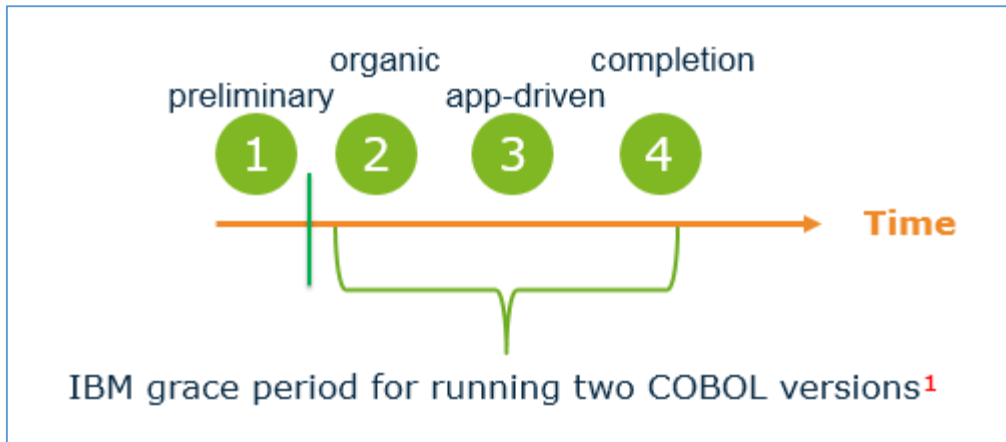 organic completion
preliminary app-driven
1 2 3 4
Time
IBM grace period for running two COBOL versions1